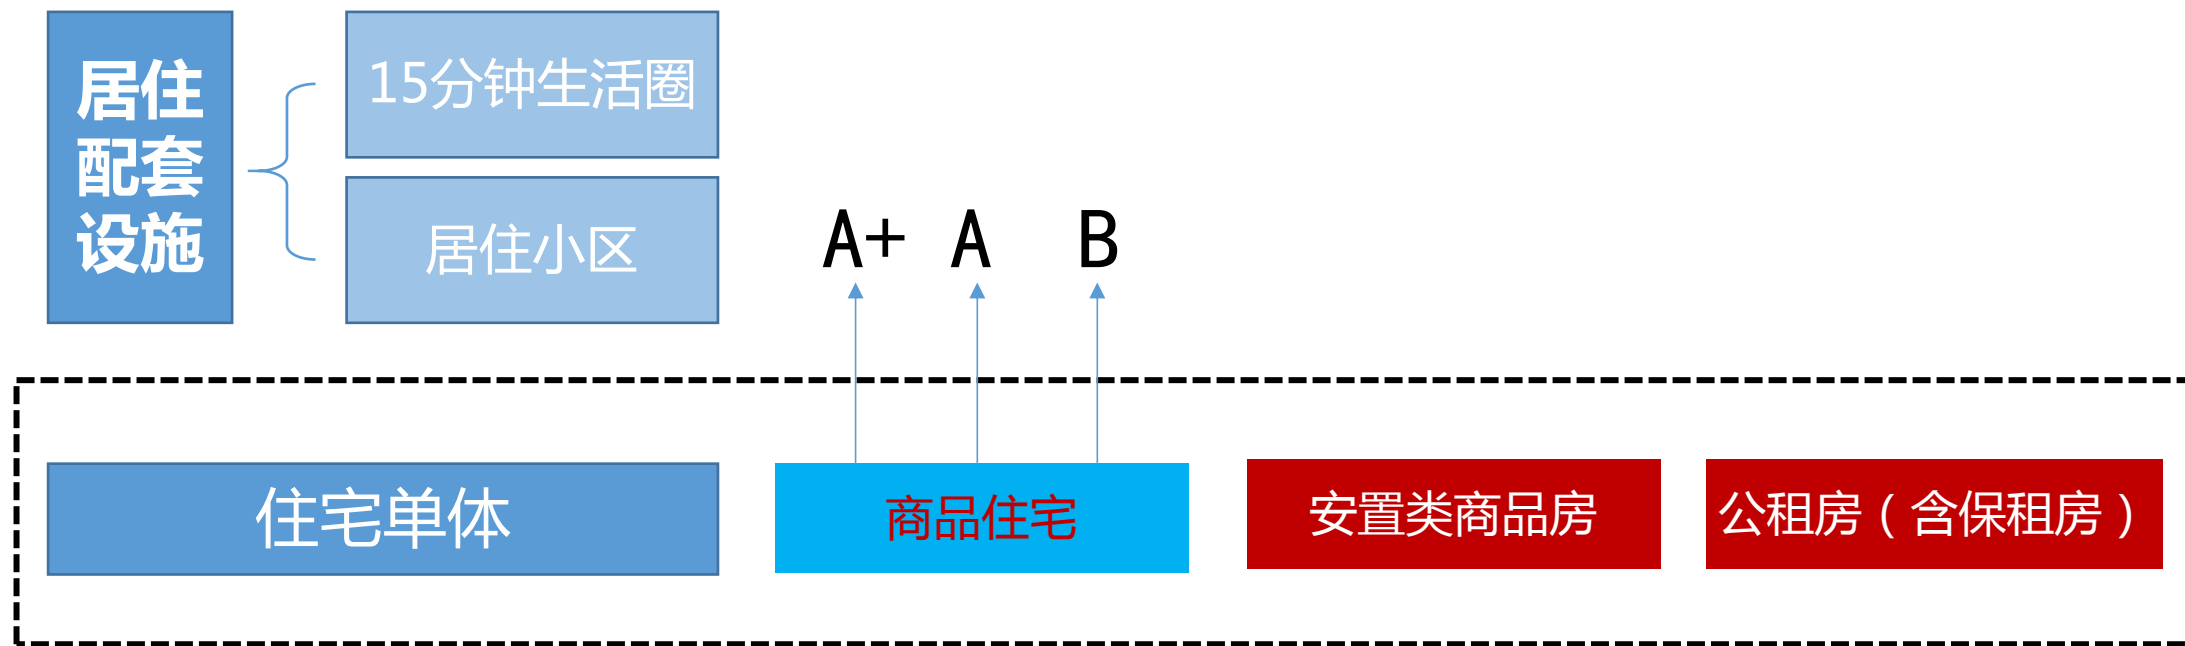 居住
配套
设施
15分钟生活圈
居住小区
A+ A B
住宅单体
商品住宅
安置类商品房
公租房（含保租房）